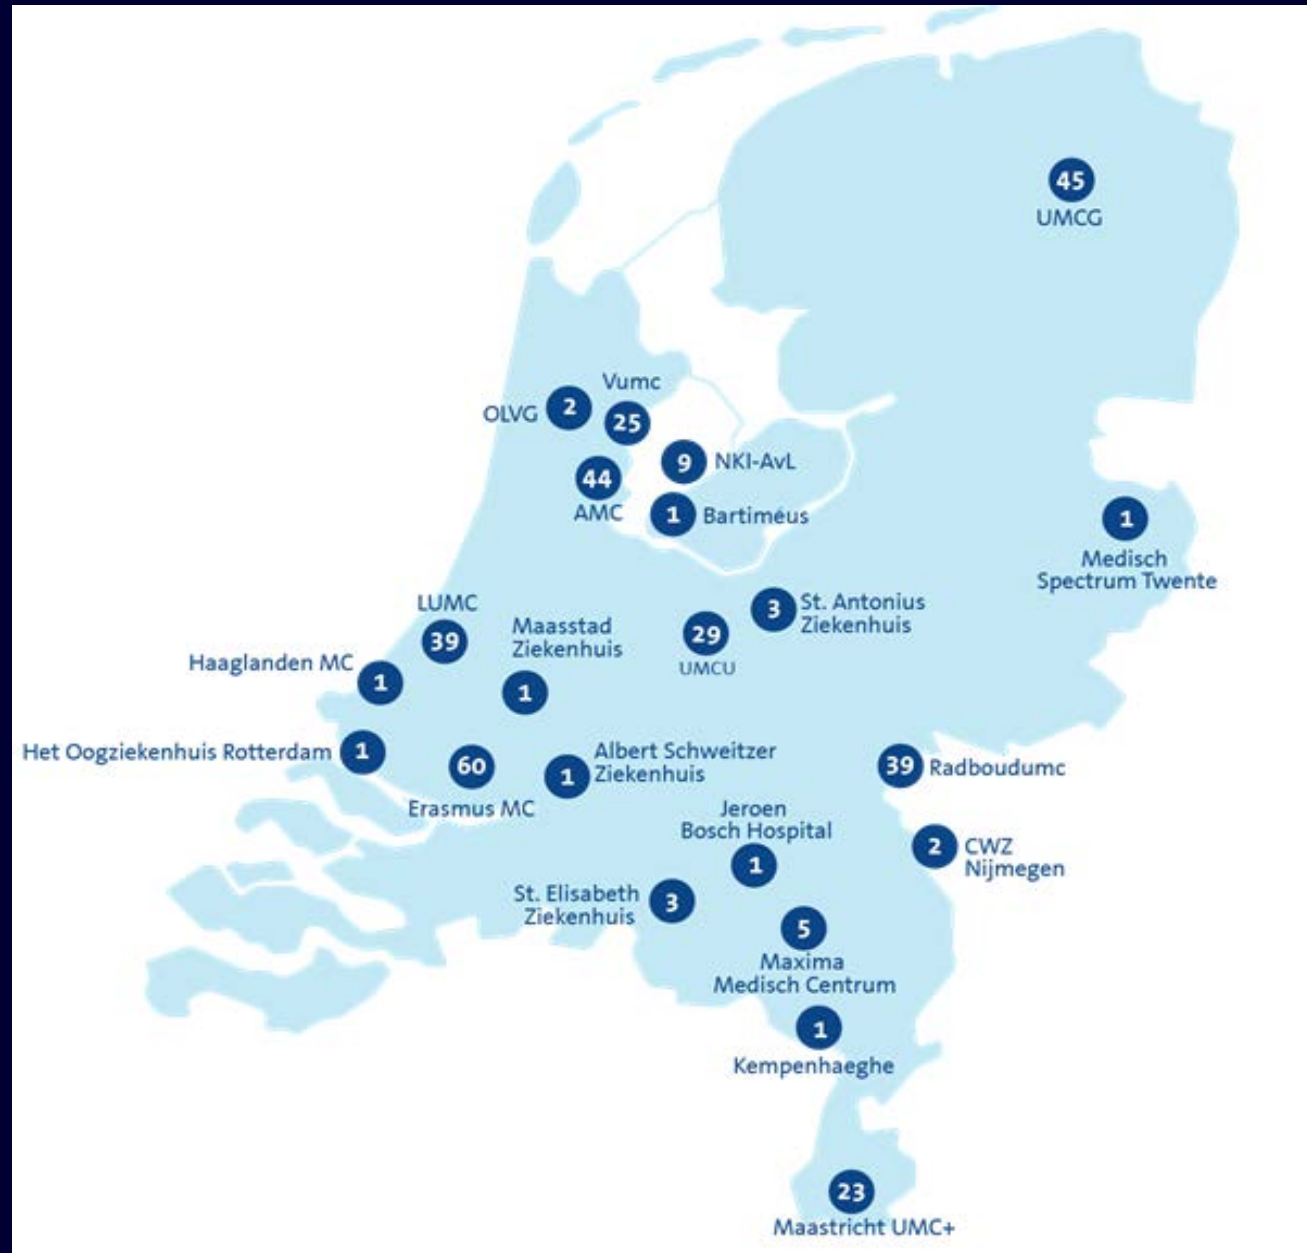 45
UMCG
Vumc
OLVG 2
25
9 NKI-AvL
44
AMC
1 Bartiméus
1
Medisch
Spectrum Twente
LUMC
39
Maasstad
Ziekenhuis
1
3 St. Antonius
Ziekenhuis
29
UMCU
Haaglanden MC
1
Het Oogziekenhuis Rotterdam 1
60
Erasmus MC
Albert Schweitzer
1 Ziekenhuis
39 Radboudumc
Jeroen
Bosch Hospital
1
2 CWZ
Nijmegen
St. Elisabeth
Ziekenhuis 3
5
Maxima
Medisch Centrum
1
Kempenhaeghe
23
Maastricht UMC+